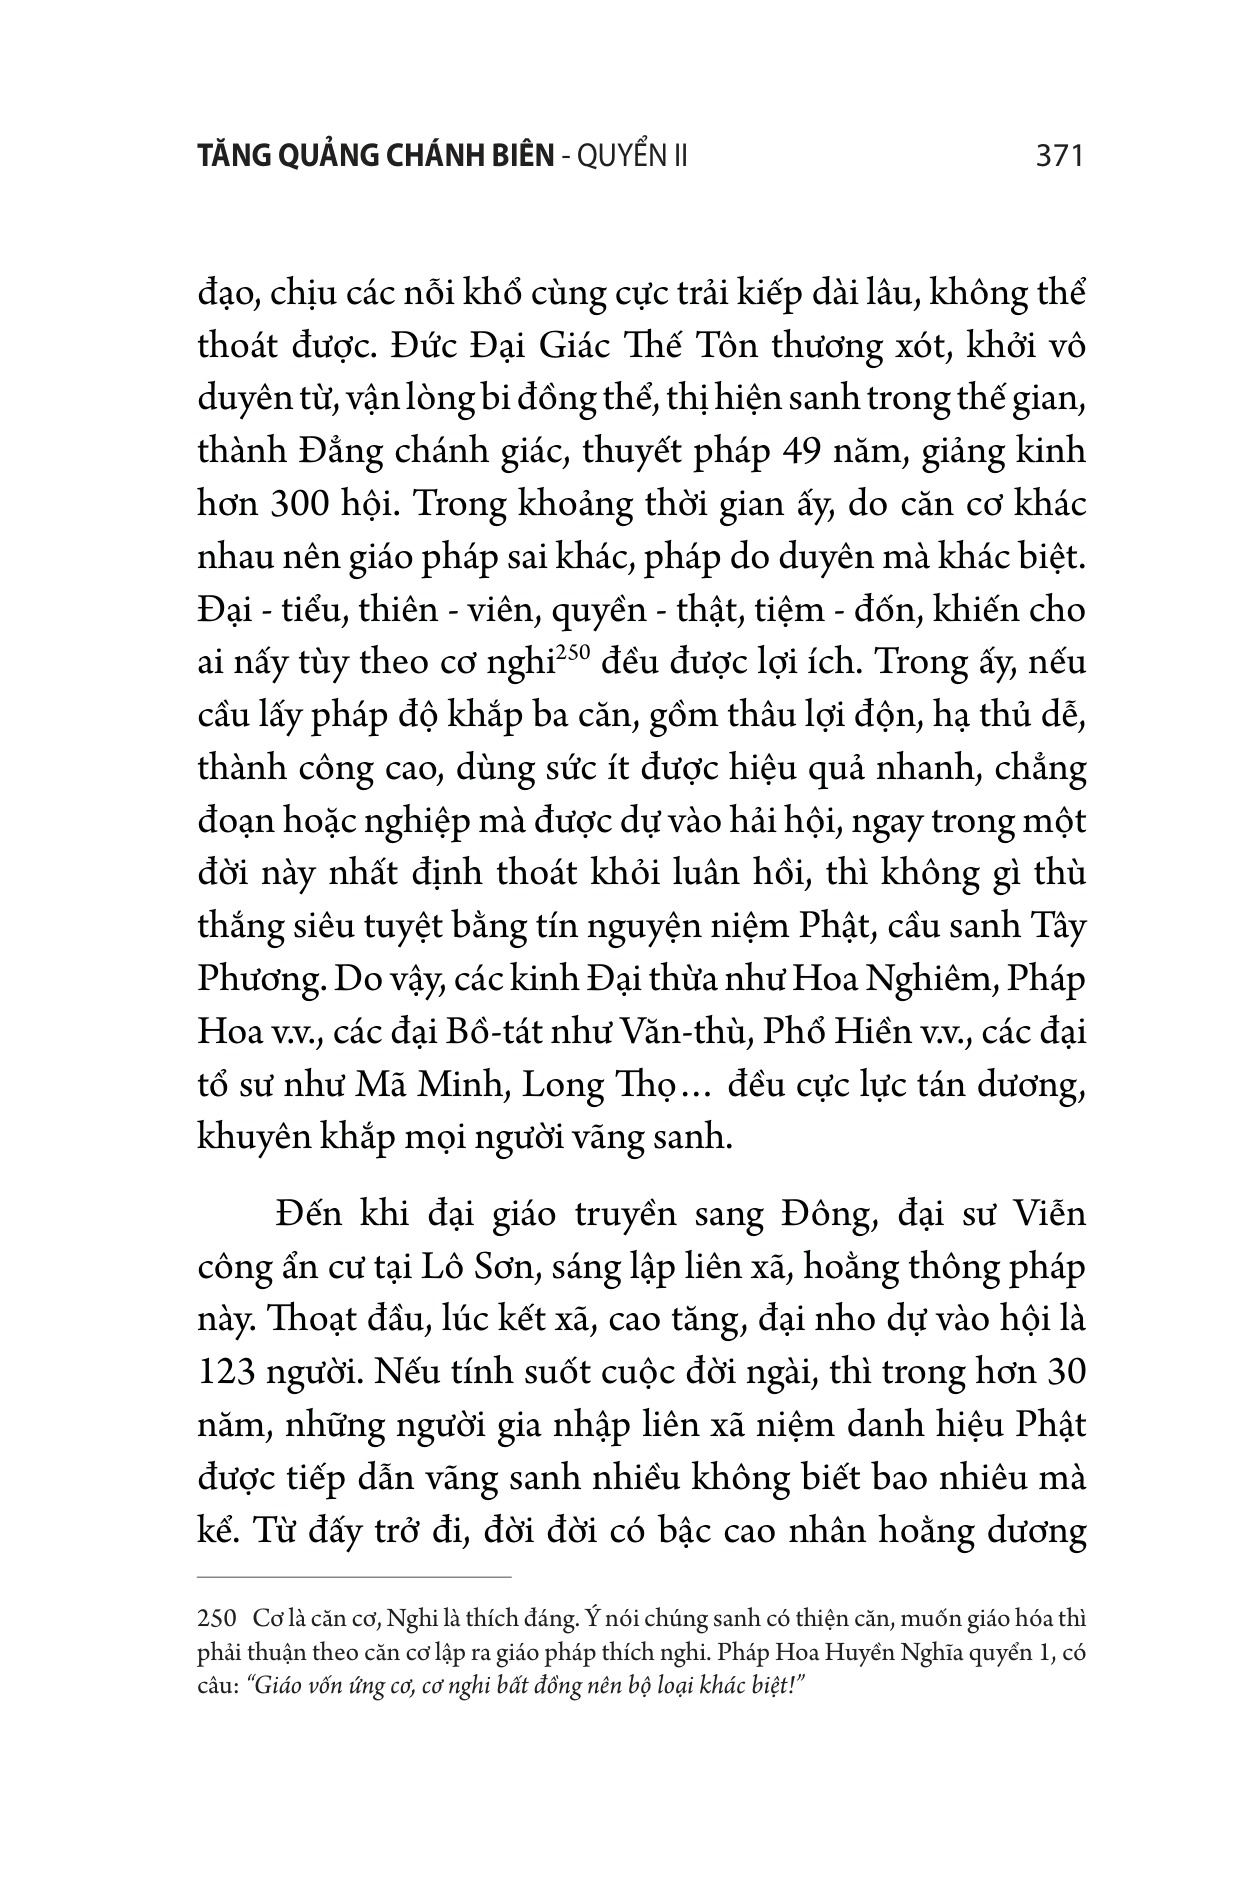 TĂNG QUẢNG CHÁNH BIÊN - QUYỂN II 371
đạo, chịu các nỗi khổ cùng cực trải kiếp dài lâu, không thể
thoát được. Đức Đại Giác Thế Tôn thương xót, khởi vô
duyên từ, vận lòng bi đồng thể, thị hiện sanh trong thế gian,
thành Đẳng chánh giác, thuyết pháp 49 năm, giảng kinh
hơn 300 hội. Trong khoảng thời gian ấy, do căn cơ khác
nhau nên giáo pháp sai khác, pháp do duyên mà khác biệt.
Đại - tiểu, thiên - viên, quyền - thật, tiệm - đốn, khiến cho
ai nấy tùy theo cơ nghi250 đều được lợi ích. Trong ấy, nếu
cầu lấy pháp độ khắp ba căn, gồm thâu lợi độn, hạ thủ dễ,
thành công cao, dùng sức ít được hiệu quả nhanh, chẳng
đoạn hoặc nghiệp mà được dự vào hải hội, ngay trong một
đời này nhất định thoát khỏi luân hồi, thì không gì thù
thắng siêu tuyệt bằng tín nguyện niệm Phật, cầu sanh Tây
Phương. Do vậy, các kinh Đại thừa như Hoa Nghiêm, Pháp
Hoa v.v., các đại Bồ-tát như Văn-thù, Phổ Hiền v.v., các đại
tổ sư như Mã Minh, Long Thọ… đều cực lực tán dương,
khuyên khắp mọi người vãng sanh.
Đến khi đại giáo truyền sang Đông, đại sư Viễn
công ẩn cư tại Lô Sơn, sáng lập liên xã, hoằng thông pháp
này. Thoạt đầu, lúc kết xã, cao tăng, đại nho dự vào hội là
123 người. Nếu tính suốt cuộc đời ngài, thì trong hơn 30
năm, những người gia nhập liên xã niệm danh hiệu Phật
được tiếp dẫn vãng sanh nhiều không biết bao nhiêu mà
kể. Từ đấy trở đi, đời đời có bậc cao nhân hoằng dương
250 Cơ là căn cơ, Nghi là thích đáng. Ý nói chúng sanh có thiện căn, muốn giáo hóa thì
phải thuận theo căn cơ lập ra giáo pháp thích nghi. Pháp Hoa Huyền Nghĩa quyển 1, có
câu: “Giáo vốn ứng cơ, cơ nghi bất đồng nên bộ loại khác biệt!”